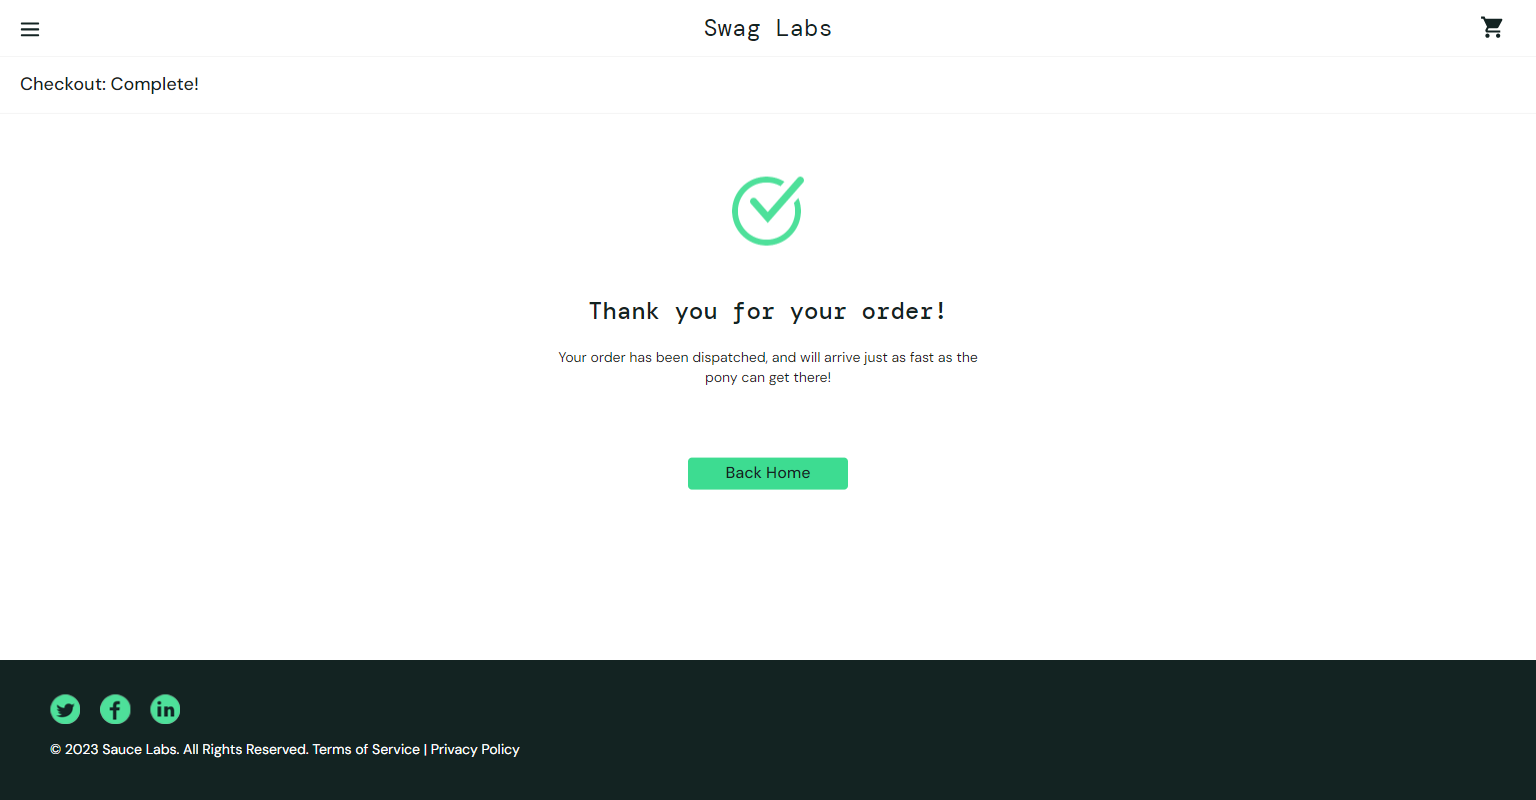 Swag Labs
Checkout: Complete!
Thank you for your order!
Your order has been dispatched, and will arrive just as fast as the
pony can get there!
Back Home
© 2023 Sauce Labs. All Rights Reserved. Terms of Service | Privacy Policy